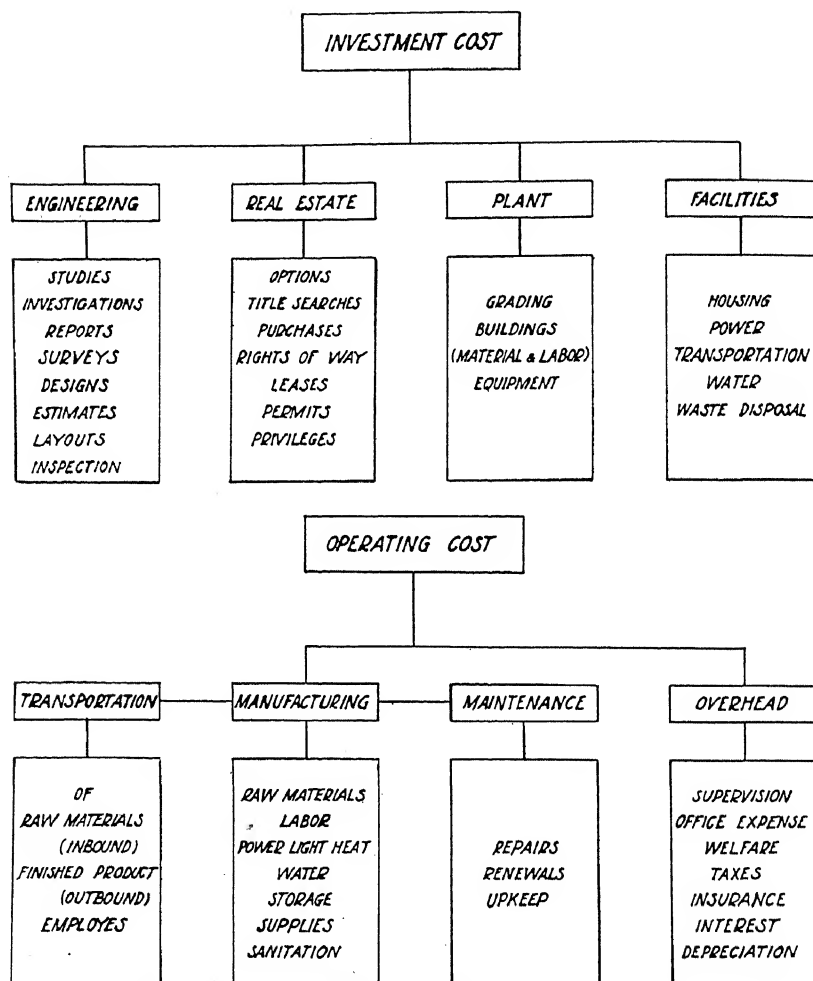 INVESTMENT COST
ENGINEERING
STUDIES
INVESTIGATIONS
REPORTS
SURVEYS
DESIGNS
ESTIMATES
LAYOUTS
INSPECTION
REAL ESTATE
OPTIONS
TITLE SEARCHES
PURCHASES
RIGHTS OF WAY
LEASES
PERMITS
PRIVILEGES
PLANT
GRADING
BUILDINGS
(MATERIAL & LABOR)
EQUIPMENT
FACILITIES
HOUSING
POWER
TRANSPORTATION
WATER
WASTE DISPOSAL
OPERATING COST
TRANSPORTATION
OF
RAW MATERIALS
(INBOUND)
FINISHED PRODUCT
(OUTBOUND)
EMPLOYES
MANUFACTURING
RAW MATERIALS
LABOR
POWER LIGHT HEAT
WATER
STORAGE
SUPPLIES
SANITATION
MAINTENANCE
REPAIRS
RENEWALS
UPKEEP
OVERHEAD
SUPERVISION
OFFICE EXPENSE
WELFARE
TAXES
INSURANCE
INTEREST
DEPRECIATION